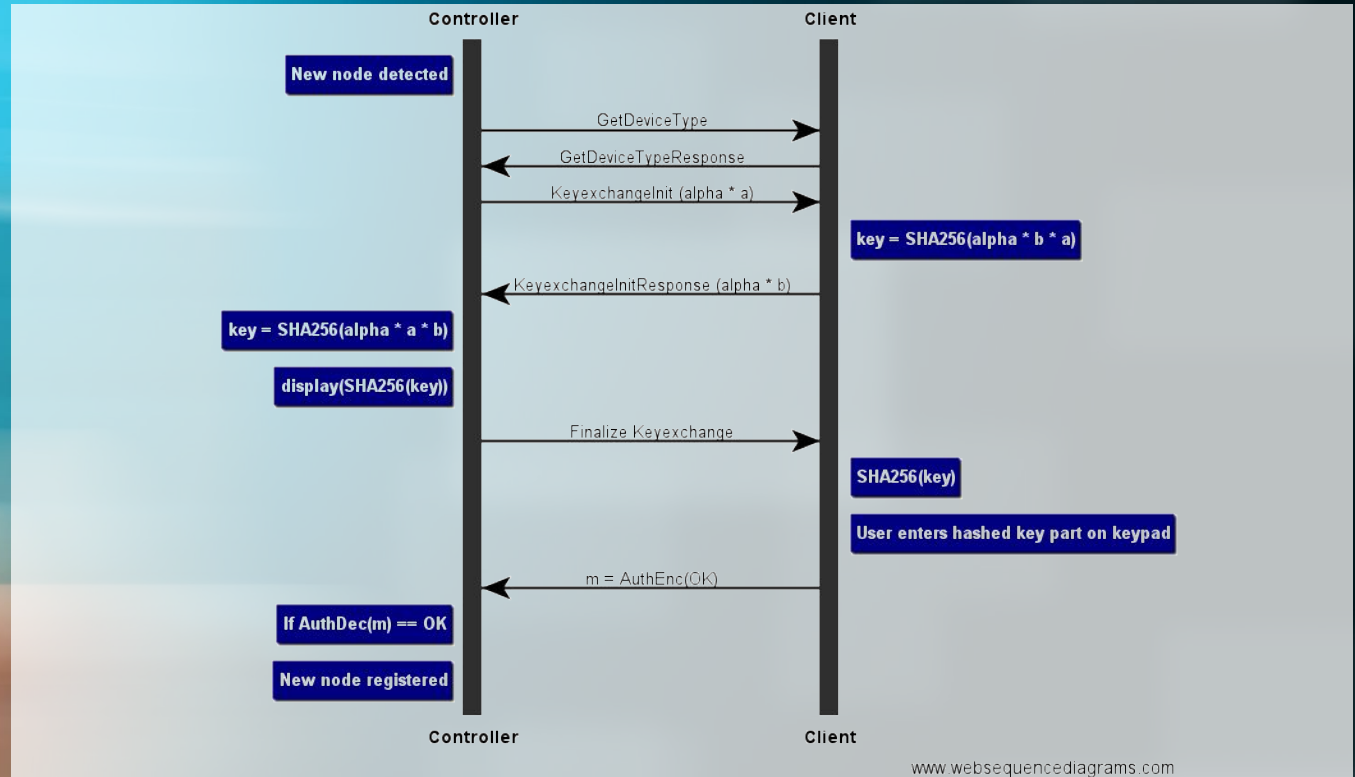 Controller
Client
New node detected
GetDeviceType
GetDeviceTypeResponse
KeyexchangeInit (alpha * a)
key = SHA256(alpha * b * a)
KeyexchangeInitResponse (alpha * b)
key = SHA256(alpha * a * b)
display(SHA256(key))
Finalize Keyexchange
SHA256(key)
User enters hashed key part on keypad
m = AuthEnc(OK)
If AuthDec(m) == OK
New node registered
Controller
Client
www.websequencediagrams.com